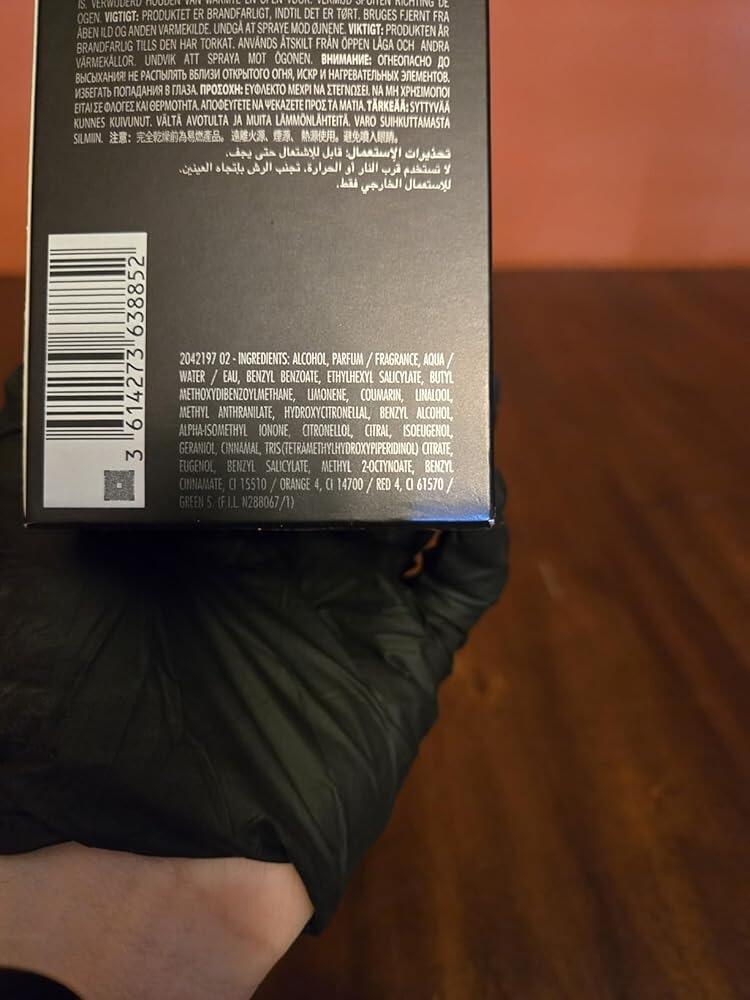 IS. VERWIJDERD HOUDEN VAN WARMTE EN OPEN VUUR. VERMIJD SPUITEN RICHTING DE
OGEN. VIGTIGT: PRODUKTET ER BRANDFARLIGT, INDTIL DET ER TØRT. BRUGES FJERNT FRA
ÅBEN ILD OG ANDEN VARMEKILDE. UNDGÅ AT SPRAYE MOD ØJNENE. VIKTIGT: PRODUKTEN ÄR
BRANDFARLIG TILLS DEN HAR TORKAT. ANVÄNDS ÅTSKILT FRÅN ÖPPEN LÅGA OCH ANDRA
VÄRMEKÄLLOR. UNDVIK ATT SPRAYA MOT ÖGONEN. ВНИМАНИЕ: ОГНЕОПАСНО ДО
ВЫСЫХАНИЯ! НЕ РАСПЫЛЯТЬ ВБЛИЗИ ОТКРЫТОГО ОГНЯ, ИСКР И НАГРЕВАТЕЛЬНЫХ ЭЛЕМЕНТОВ.
ИЗБЕГАТЬ ПОПАДАНИЯ В ГЛАЗА. ΠΡΟΣΟΧΗ: ΕΥΦΛΕΚΤΟ ΜΕΧΡΙ ΝΑ ΣΤΕΓΝΩΣΕΙ. ΝΑ ΜΗ ΧΡΗΣΙΜΟΠΟΙ
ΕΙΤΑΙ ΣΕ ΦΛΟΓΕΣ ΚΑΙ ΘΕΡΜΟΤΗΤΑ. ΑΠΟΦΕΥΓΕΤΕ ΝΑ ΨΕΚΑΖΕΤΕ ΠΡΟΣ ΤΑ ΜΑΤΙΑ. TÄRKEÄÄ: SYTTYVÄÄ
KUNNES KUIVUNUT. VÄLTÄ AVOTULTA JA MUITA LÄMMÖNLÄHTEITÄ. VARO SUIHKUTTAMASTA
SILMIIN. 注意: 完全乾燥前為易燃產品。遠離火源、煙源、熱源使用。避免噴入眼睛。
تحذيرات الإستعمال: قابل للإشتعال حتى يجف.
لا تستخدم قرب النار أو الحرارة. تجنب الرش بإتجاه العينين.
للإستعمال الخارجي فقط.
3 614273 638852
2042197 02 - INGREDIENTS: ALCOHOL, PARFUM / FRAGRANCE, AQUA /
WATER / EAU, BENZYL BENZOATE, ETHYLHEXYL SALICYLATE, BUTYL
METHOXYDIBENZOYLMETHANE, LIMONENE, COUMARIN, LINALOOL,
METHYL ANTHRANILATE, HYDROXYCITRONELLAL, BENZYL ALCOHOL,
ALPHA-ISOMETHYL IONONE, CITRONELLOL, CITRAL, ISOEUGENOL,
GERANIOL, CINNAMAL, TRIS(TETRAMETHYLHYDROXYPIPERIDINOL) CITRATE,
EUGENOL, BENZYL SALICYLATE, METHYL 2-OCTYNOATE, BENZYL
CINNAMATE, CI 15510 / ORANGE 4, CI 14700 / RED 4, CI 61570 /
GREEN 5. (F.I.L. N288067/1)